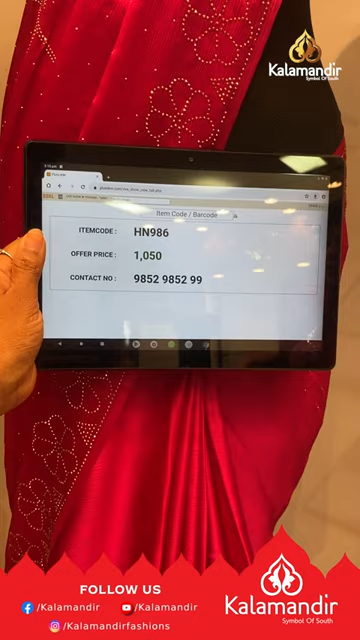 Kalamandir
Symbol Of South
Item Code / Barcode
ITEMCODE : HN986
OFFER PRICE : 1,050
CONTACT NO : 9852 9852 99
FOLLOW US
/Kalamandir /Kalamandir
/Kalamandirfashions
Kalamandir
Symbol Of South